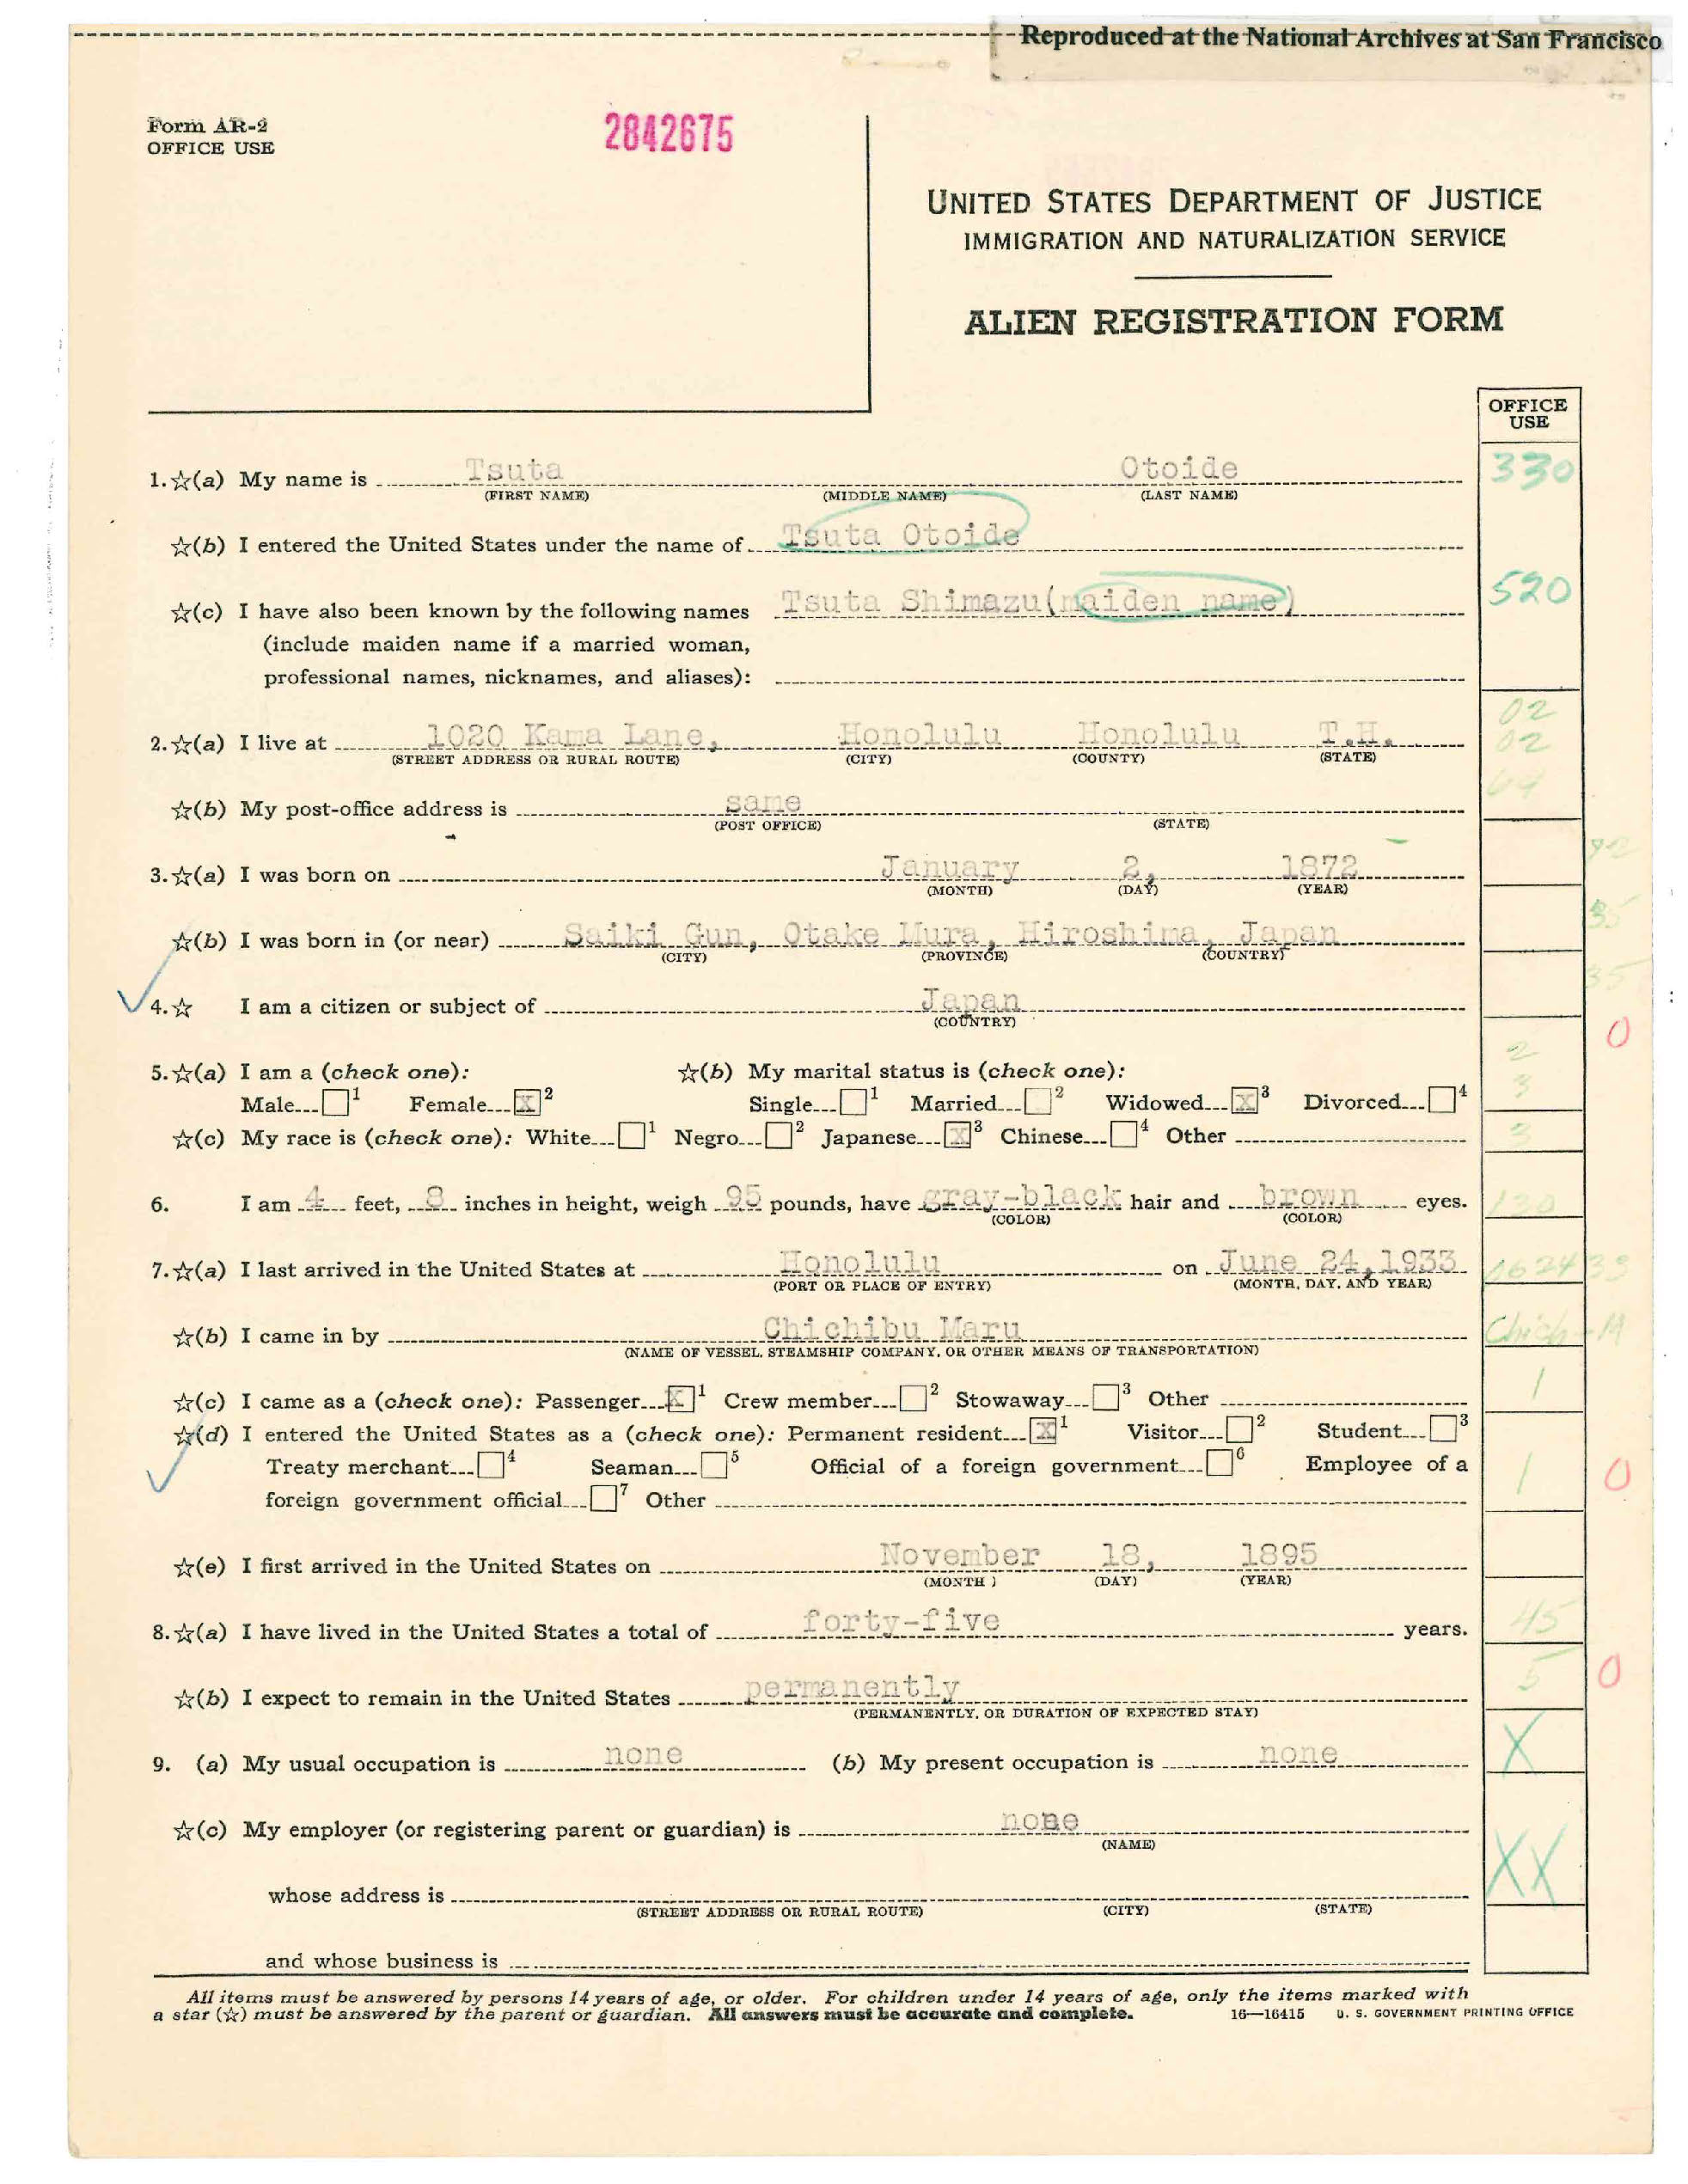 Reproduced at the National Archives at San Francisco
Form AR-2
OFFICE USE
2842675
UNITED STATES DEPARTMENT OF JUSTICE
IMMIGRATION AND NATURALIZATION SERVICE
ALIEN REGISTRATION FORM
OFFICE
USE
1.☆(a) My name is Tsuta Otoide 330
(FIRST NAME) (MIDDLE NAME) (LAST NAME)
☆(b) I entered the United States under the name of Tsuta Otoide
☆(c) I have also been known by the following names Tsuta Shimazu(maiden name) 520
(include maiden name if a married woman,
professional names, nicknames, and aliases):
02
2.☆(a) I live at 1020 Kama Lane, Honolulu Honolulu T.H. 02
(STREET ADDRESS OR RURAL ROUTE) (CITY) (COUNTY) (STATE)
☆(b) My post-office address is same
(POST OFFICE) (STATE)
3.☆(a) I was born on January 2, 1872
(MONTH) (DAY) (YEAR)
35
☆(b) I was born in (or near) Saiki Gun, Otake Mura, Hiroshima, Japan
(CITY) (PROVINCE) (COUNTRY)
35
4.☆ I am a citizen or subject of Japan
(COUNTRY) 0
5.☆(a) I am a (check one): ☆(b) My marital status is (check one): 2
Male 1 Female X 2 Single 1 Married 2 Widowed X 3 Divorced 4 3
☆(c) My race is (check one): White 1 Negro 2 Japanese X 3 Chinese 4 Other 3
6. I am 4 feet, 8 inches in height, weigh 95 pounds, have gray-black hair and brown eyes. 130
(COLOR) (COLOR)
7.☆(a) I last arrived in the United States at Honolulu on June 24,1933 062433
(PORT OR PLACE OF ENTRY) (MONTH, DAY, AND YEAR)
☆(b) I came in by Chichibu Maru Chich-M
(NAME OF VESSEL, STEAMSHIP COMPANY, OR OTHER MEANS OF TRANSPORTATION)
☆(c) I came as a (check one): Passenger X 1 Crew member 2 Stowaway 3 Other 1
☆(d) I entered the United States as a (check one): Permanent resident X 1 Visitor 2 Student 3
Treaty merchant 4 Seaman 5 Official of a foreign government 6 Employee of a 1 0
foreign government official 7 Other
☆(e) I first arrived in the United States on November 18, 1895
(MONTH ) (DAY) (YEAR)
8.☆(a) I have lived in the United States a total of forty-five years. 45
☆(b) I expect to remain in the United States permanently 5 0
(PERMANENTLY, OR DURATION OF EXPECTED STAY)
9. (a) My usual occupation is none (b) My present occupation is none X
☆(c) My employer (or registering parent or guardian) is none
(NAME)
XX
whose address is
(STREET ADDRESS OR RURAL ROUTE) (CITY) (STATE)
and whose business is
All items must be answered by persons 14 years of age, or older. For children under 14 years of age, only the items marked with
a star (☆) must be answered by the parent or guardian. All answers must be accurate and complete. 16—16415 U. S. GOVERNMENT PRINTING OFFICE